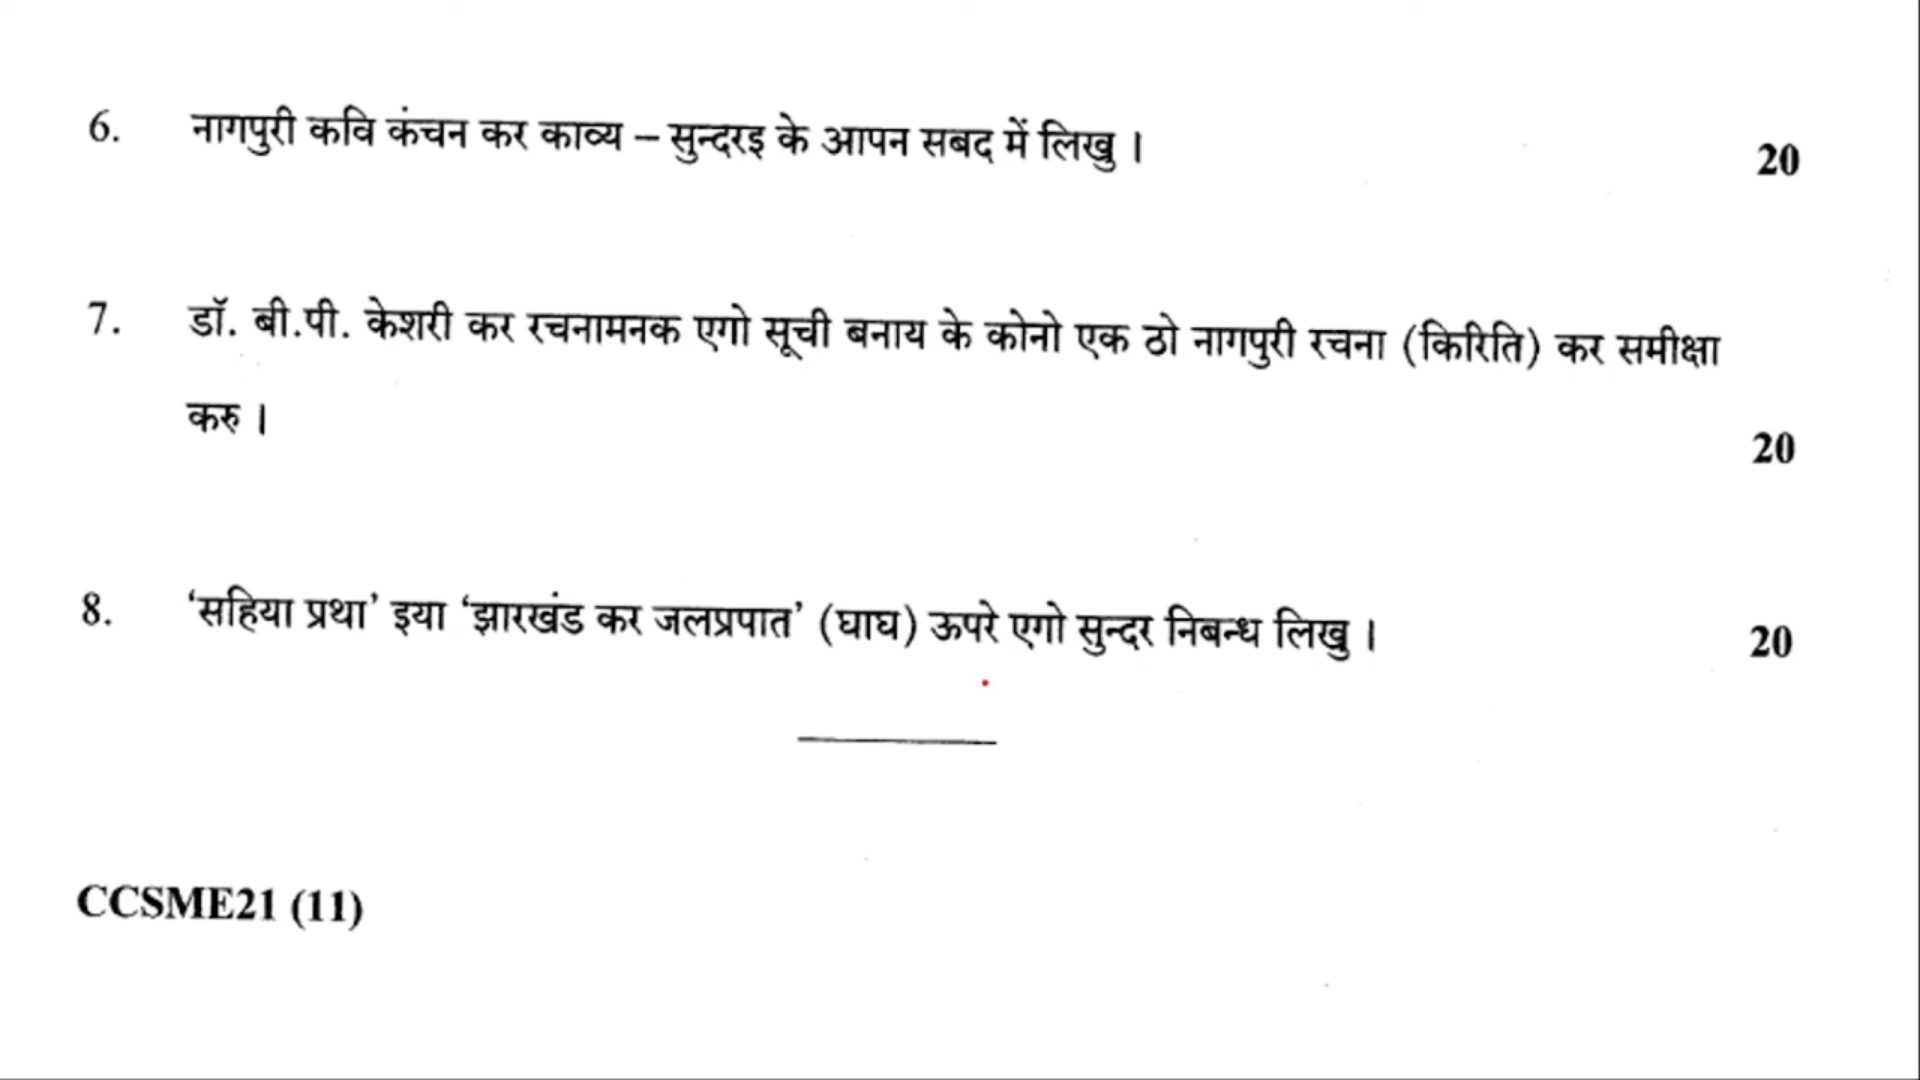 6. नागपुरी कवि कंचन कर काव्य – सुन्दरइ के आपन सबद में लिखु । 20
7. डॉ. बी.पी. केशरी कर रचनामनक एगो सूची बनाय के कोनो एक ठो नागपुरी रचना (किरिति) कर समीक्षा
करु । 20
8. ‘सहिया प्रथा’ इया ‘झारखंड कर जलप्रपात’ (घाघ) ऊपरे एगो सुन्दर निबन्ध लिखु । 20
CCSME21 (11)